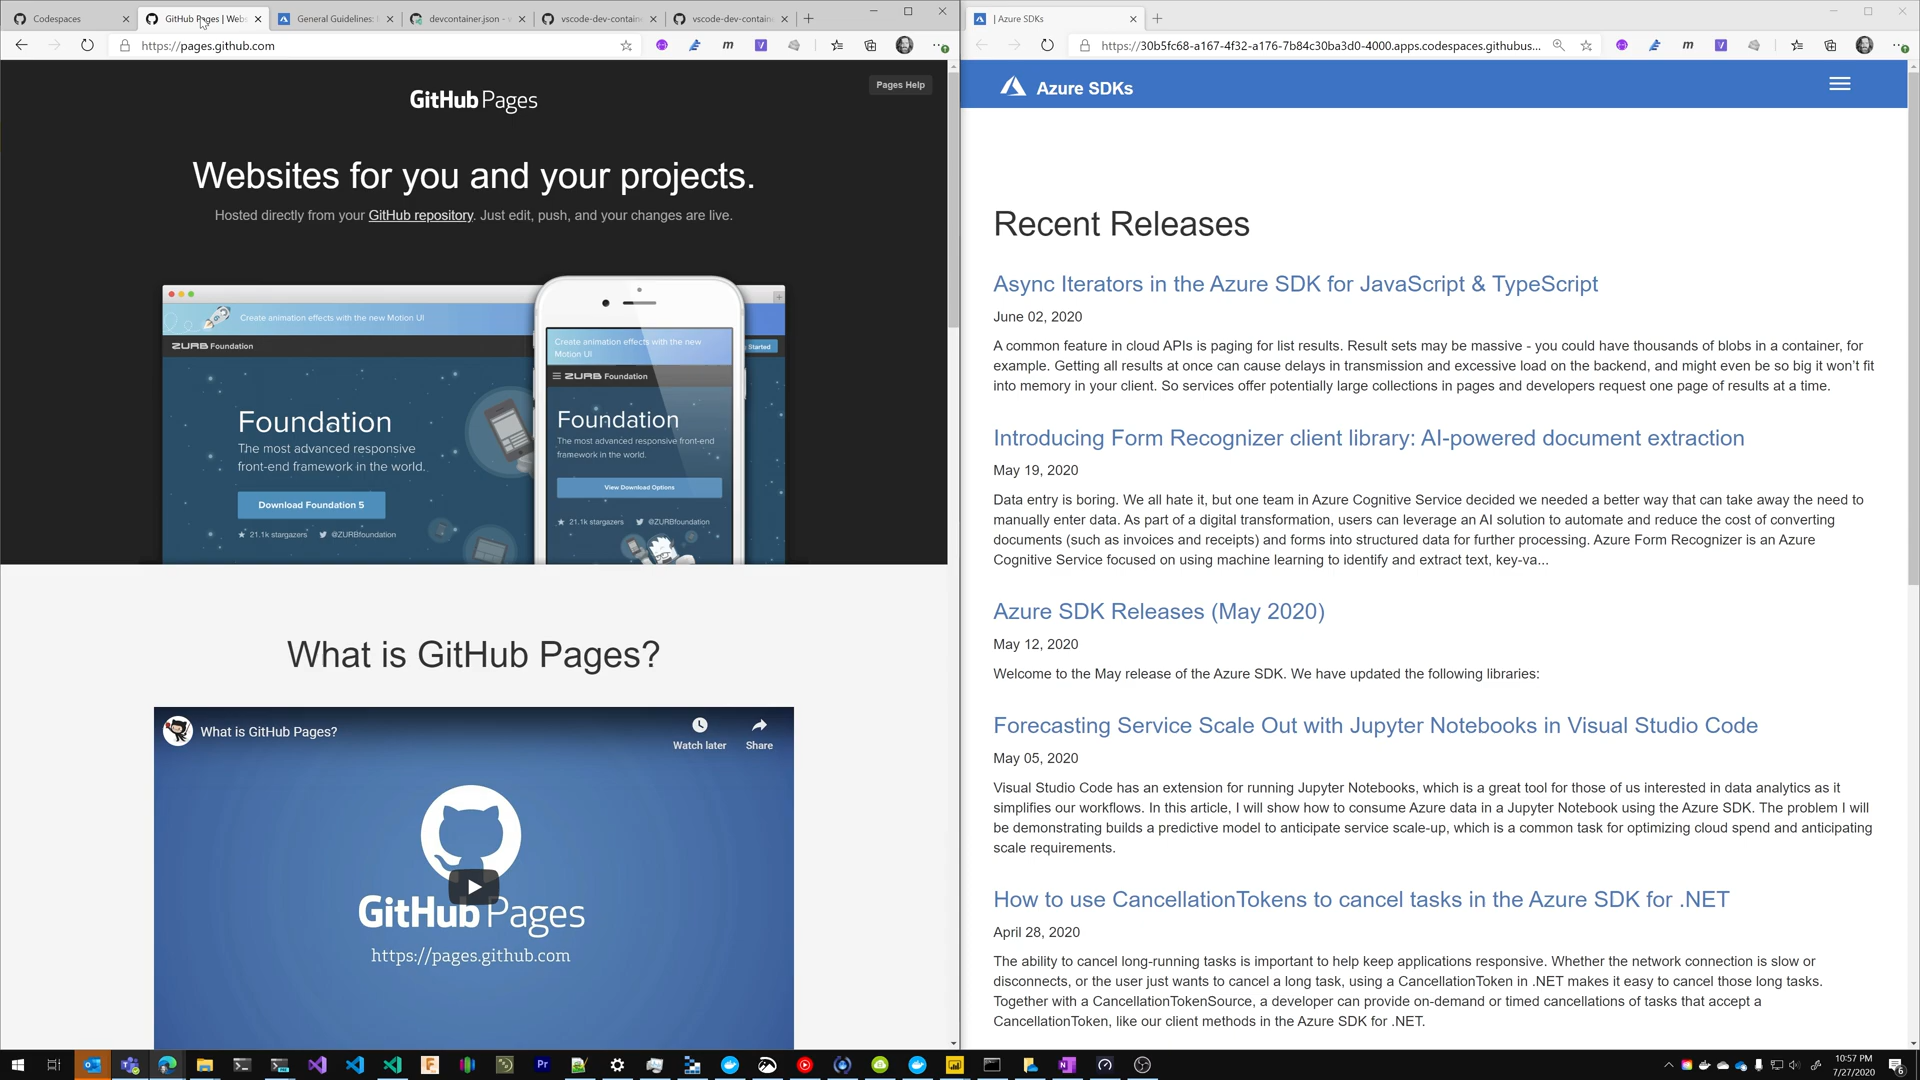 Codespaces
GitHub Pages | Webs
General Guidelines:
devcontainer.json - v
vscode-dev-contain
vscode-dev-contain
https://pages.github.com
Pages Help
GitHub Pages
Websites for you and your projects.
Hosted directly from your GitHub repository. Just edit, push, and your changes are live.
Create animation effects with the new Motion UI
ZURB Foundation
Foundation
The most advanced responsive
front-end framework in the world.
Download Foundation 5
21.1k stargazers @ZURBfoundation
Create animation effects with the new
Motion UI
ZURB Foundation
Foundation
The most advanced responsive front-end
framework in the world.
View Download Options
21.1k stargazers @ZURBfoundation
Started
What is GitHub Pages?
What is GitHub Pages?
Watch later
Share
GitHub Pages
https://pages.github.com
| Azure SDKs
https://30b5fc68-a167-4f32-a176-7b84c30ba3d0-4000.apps.codespaces.githubus...
Azure SDKs
Recent Releases
Async Iterators in the Azure SDK for JavaScript & TypeScript
June 02, 2020
A common feature in cloud APIs is paging for list results. Result sets may be massive - you could have thousands of blobs in a container, for
example. Getting all results at once can cause delays in transmission and excessive load on the backend, and might even be so big it won't fit
into memory in your client. So services offer potentially large collections in pages and developers request one page of results at a time.
Introducing Form Recognizer client library: AI-powered document extraction
May 19, 2020
Data entry is boring. We all hate it, but one team in Azure Cognitive Service decided we needed a better way that can take away the need to
manually enter data. As part of a digital transformation, users can leverage an AI solution to automate and reduce the cost of converting
documents (such as invoices and receipts) and forms into structured data for further processing. Azure Form Recognizer is an Azure
Cognitive Service focused on using machine learning to identify and extract text, key-va...
Azure SDK Releases (May 2020)
May 12, 2020
Welcome to the May release of the Azure SDK. We have updated the following libraries:
Forecasting Service Scale Out with Jupyter Notebooks in Visual Studio Code
May 05, 2020
Visual Studio Code has an extension for running Jupyter Notebooks, which is a great tool for those of us interested in data analytics as it
simplifies our workflows. In this article, I will show how to consume Azure data in a Jupyter Notebook using the Azure SDK. The problem I will
be demonstrating builds a predictive model to anticipate service scale-up, which is a common task for optimizing cloud spend and anticipating
scale requirements.
How to use CancellationTokens to cancel tasks in the Azure SDK for .NET
April 28, 2020
The ability to cancel long-running tasks is important to help keep applications responsive. Whether the network connection is slow or
disconnects, or the user just wants to cancel a long task, using a CancellationToken in .NET makes it easy to cancel those long tasks.
Together with a CancellationTokenSource, a developer can provide on-demand or timed cancellations of tasks that accept a
CancellationToken, like our client methods in the Azure SDK for .NET.
10:57 PM
7/27/2020